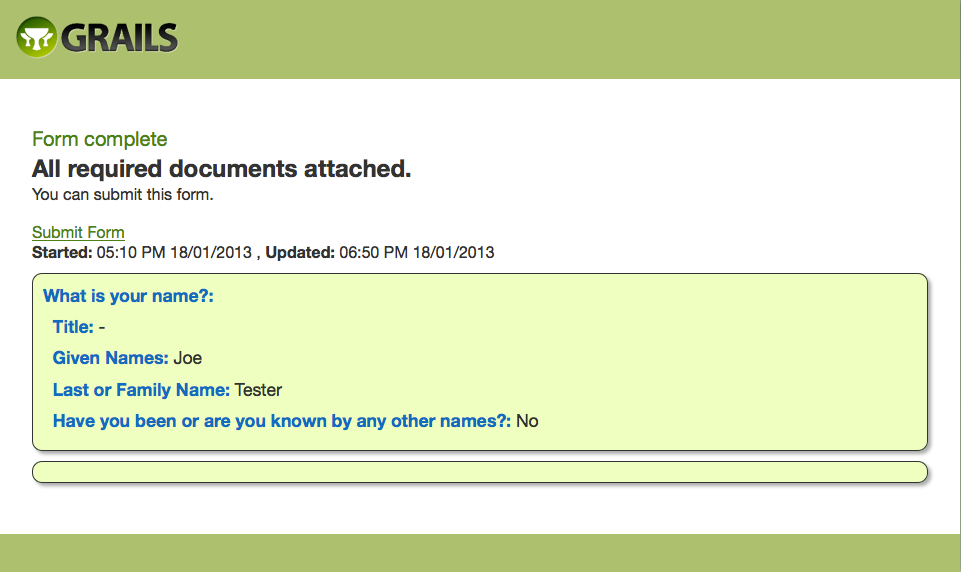 GRAILS
Form complete
All required documents attached.
You can submit this form.
Submit Form
Started: 05:10 PM 18/01/2013 , Updated: 06:50 PM 18/01/2013
What is your name?:
Title: -
Given Names: Joe
Last or Family Name: Tester
Have you been or are you known by any other names?: No